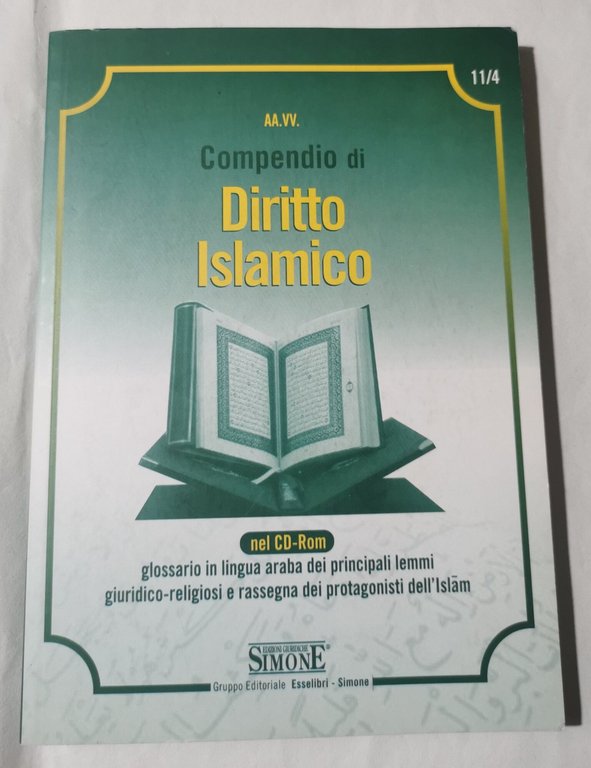 11/4
AA.VV.
Compendio di
Diritto
Islamico
nel CD-Rom
glossario in lingua araba dei principali lemmi
giuridico-religiosi e rassegna dei protagonisti dell'Islām
EDIZIONI GIURIDICHE
SIMONE®
Gruppo Editoriale Esselibri - Simone